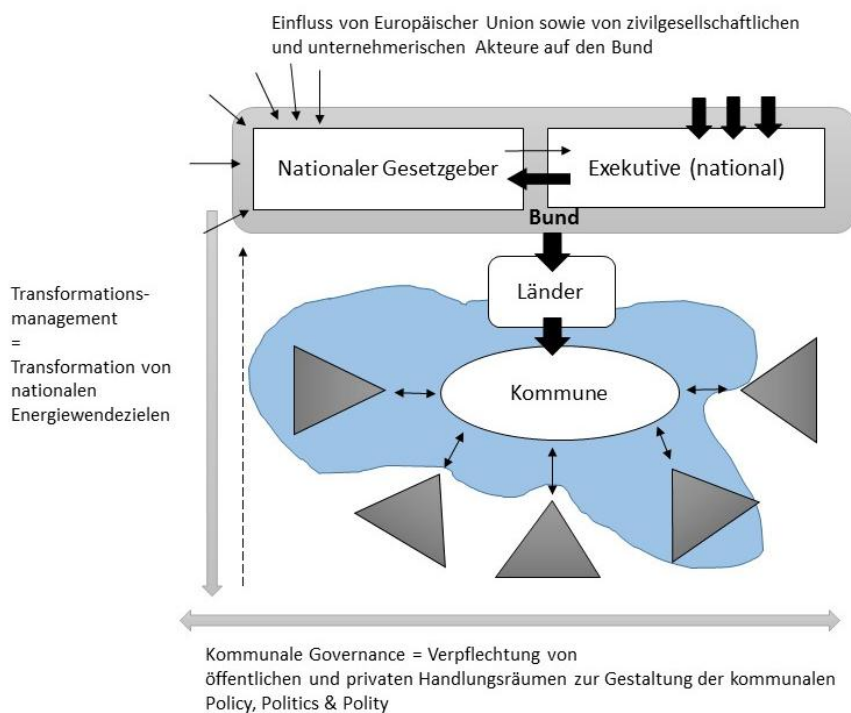 Einfluss von Europäischer Union sowie von zivilgesellschaftlichen
und unternehmerischen Akteure auf den Bund
Nationaler Gesetzgeber
Exekutive (national)
Bund
Länder
Transformations-
management
=
Transformation von
nationalen
Energiewendezielen
Kommune
Kommunale Governance = Verpflechtung von
öffentlichen und privaten Handlungsräumen zur Gestaltung der kommunalen
Policy, Politics & Polity